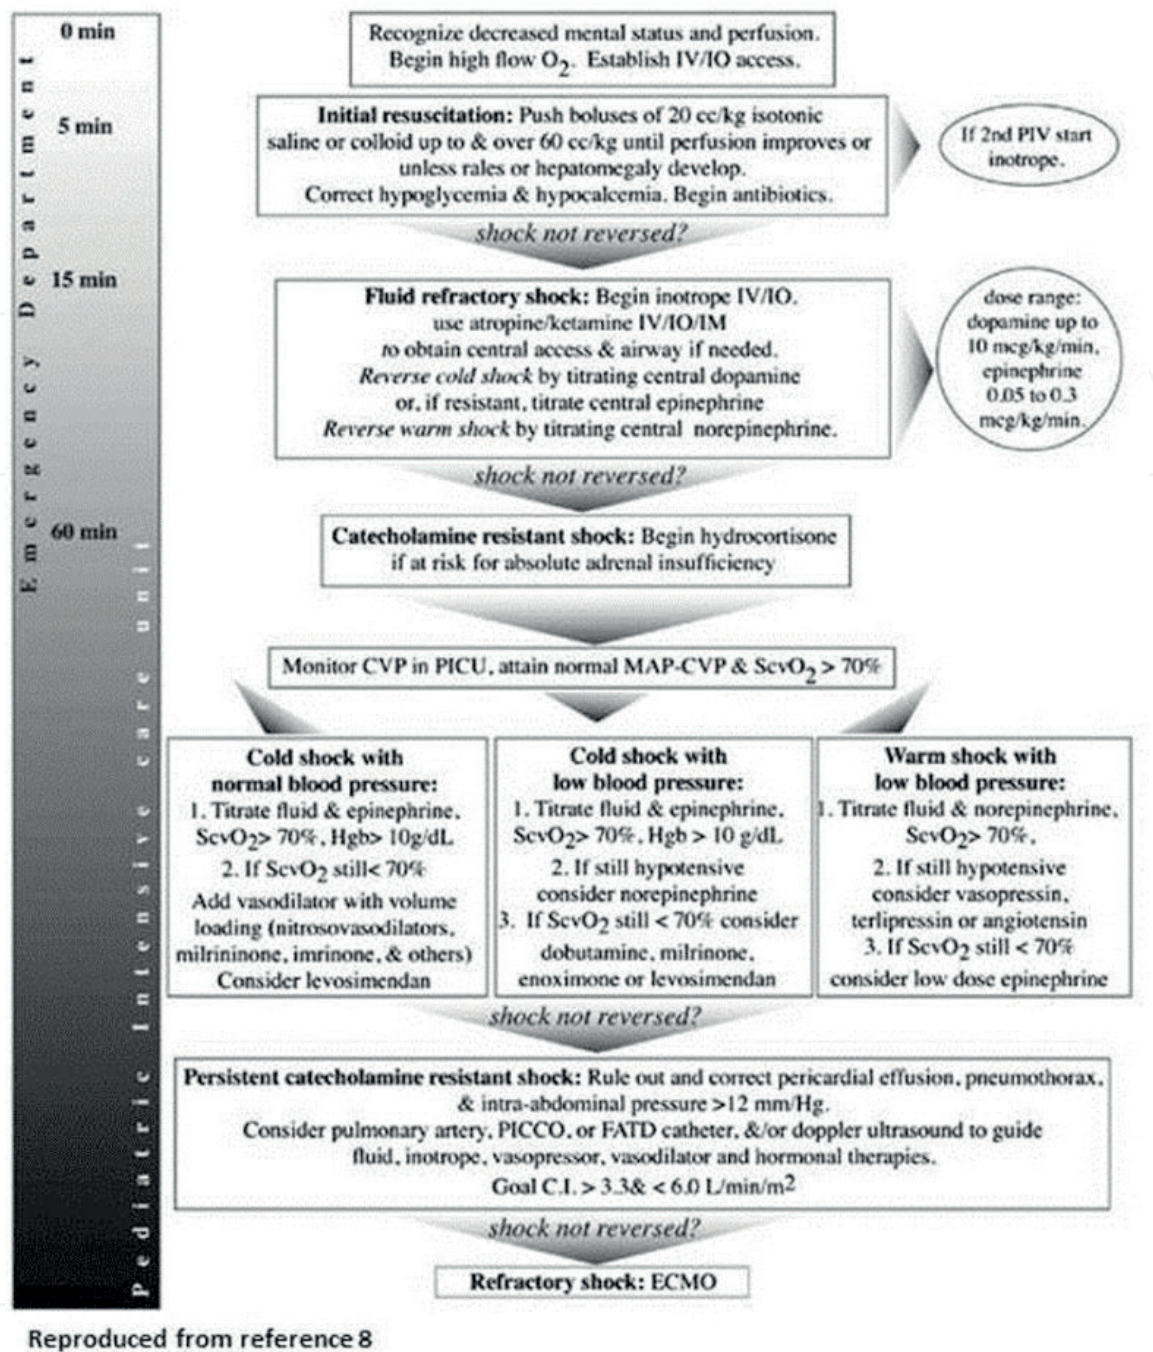 0 min
5 min
15 min
60 min
Emergency Department
Pediatric Intensive care unit
Recognize decreased mental status and perfusion.
Begin high flow O2. Establish IV/IO access.
Initial resuscitation: Push boluses of 20 cc/kg isotonic
saline or colloid up to & over 60 cc/kg until perfusion improves or
unless rales or hepatomegaly develop.
Correct hypoglycemia & hypocalcemia. Begin antibiotics.
If 2nd PIV start
inotrope.
shock not reversed?
Fluid refractory shock: Begin inotrope IV/IO.
use atropine/ketamine IV/IO/IM
to obtain central access & airway if needed.
Reverse cold shock by titrating central dopamine
or, if resistant, titrate central epinephrine
Reverse warm shock by titrating central norepinephrine.
dose range:
dopamine up to
10 mcg/kg/min,
epinephrine
0.05 to 0.3
mcg/kg/min.
shock not reversed?
Catecholamine resistant shock: Begin hydrocortisone
if at risk for absolute adrenal insufficiency
Monitor CVP in PICU, attain normal MAP-CVP & ScvO2 > 70%
Cold shock with
normal blood pressure:
1. Titrate fluid & epinephrine,
ScvO2> 70%, Hgb> 10g/dL
2. If ScvO2 still< 70%
Add vasodilator with volume
loading (nitrosovasodilators,
milrininone, imrinone, & others)
Consider levosimendan
Cold shock with
low blood pressure:
1. Titrate fluid & epinephrine,
ScvO2> 70%, Hgb > 10 g/dL
2. If still hypotensive
consider norepinephrine
3. If ScvO2 still < 70% consider
dobutamine, milrinone,
enoximone or levosimendan
Warm shock with
low blood pressure:
1. Titrate fluid & norepinephrine,
ScvO2> 70%,
2. If still hypotensive
consider vasopressin,
terlipressin or angiotensin
3. If ScvO2 still < 70%
consider low dose epinephrine
shock not reversed?
Persistent catecholamine resistant shock: Rule out and correct pericardial effusion, pneumothorax,
& intra-abdominal pressure >12 mm/Hg.
Consider pulmonary artery, PICCO, or FATD catheter, &/or doppler ultrasound to guide
fluid, inotrope, vasopressor, vasodilator and hormonal therapies.
Goal C.I. > 3.3& < 6.0 L/min/m2
shock not reversed?
Refractory shock: ECMO
Reproduced from reference 8